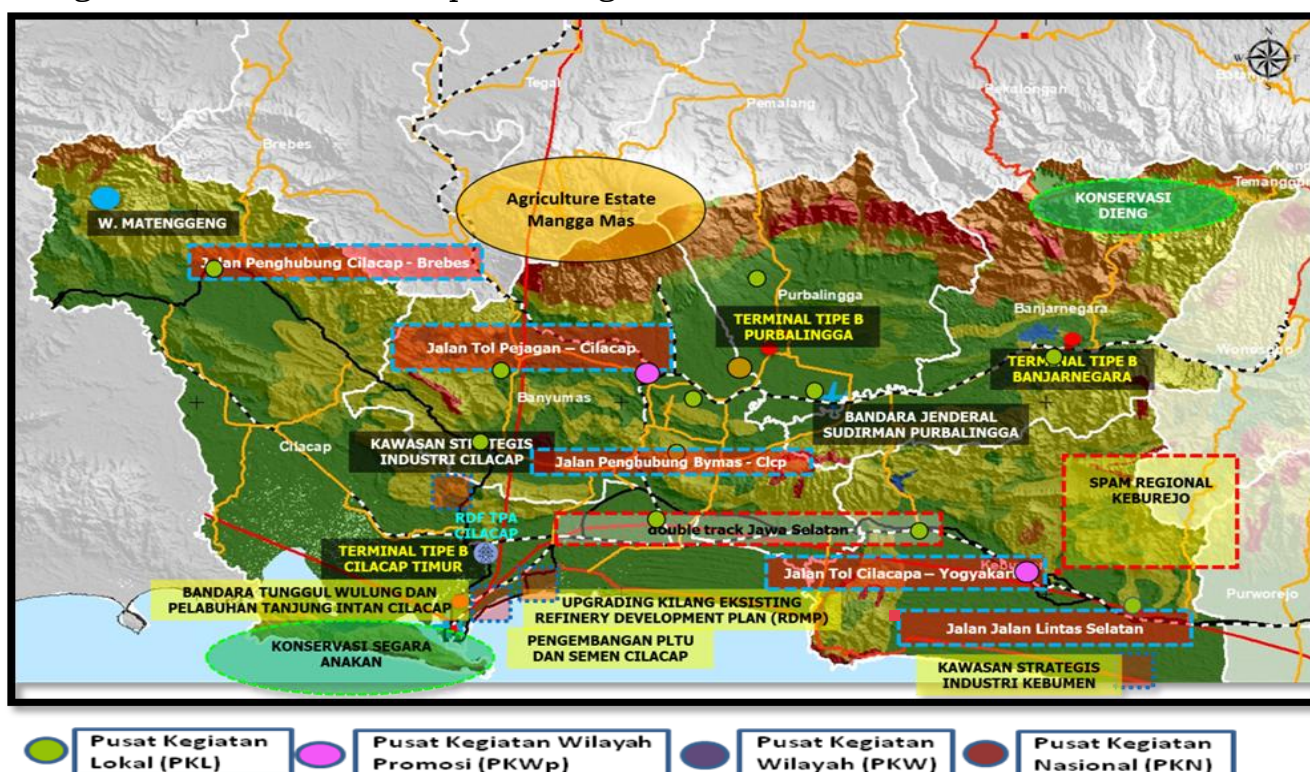 N
W E
S
Tegal
Pemalang
Pekalongan
Brebes
Agriculture Estate
Mangga Mas
KONSERVASI
DIENG
W. MATENGGENG
Jalan Penghubung Cilacap - Brebes
Purbalingga
TERMINAL TIPE B
PURBALINGGA
Banjarnegara
TERMINAL TIPE B
BANJARNEGARA
Wonosobo
Jalan Tol Pejagan – Cilacap
Banyumas
BANDARA JENDERAL
SUDIRMAN PURBALINGGA
Cilacap
KAWASAN STRATEGIS
INDUSTRI CILACAP
Jalan Penghubung Bymas - Clcp
SPAM REGIONAL
KEBUREJO
RDF TPA
CILACAP
double track Jawa Selatan
TERMINAL TIPE B
CILACAP TIMUR
Jalan Tol Cilacapa – Yogyakart
BANDARA TUNGGUL WULUNG DAN
PELABUHAN TANJUNG INTAN CILACAP
UPGRADING KILANG EKSISTING
REFINERY DEVELOPMENT PLAN (RDMP)
Purworejo
KONSERVASI SEGARA
ANAKAN
PENGEMBANGAN PLTU
DAN SEMEN CILACAP
Jalan Jalan Lintas Selatan
KAWASAN STRATEGIS
INDUSTRI KEBUMEN
Pusat Kegiatan
Lokal (PKL)
Pusat Kegiatan Wilayah
Promosi (PKWp)
Pusat Kegiatan
Wilayah (PKW)
Pusat Kegiatan
Nasional (PKN)